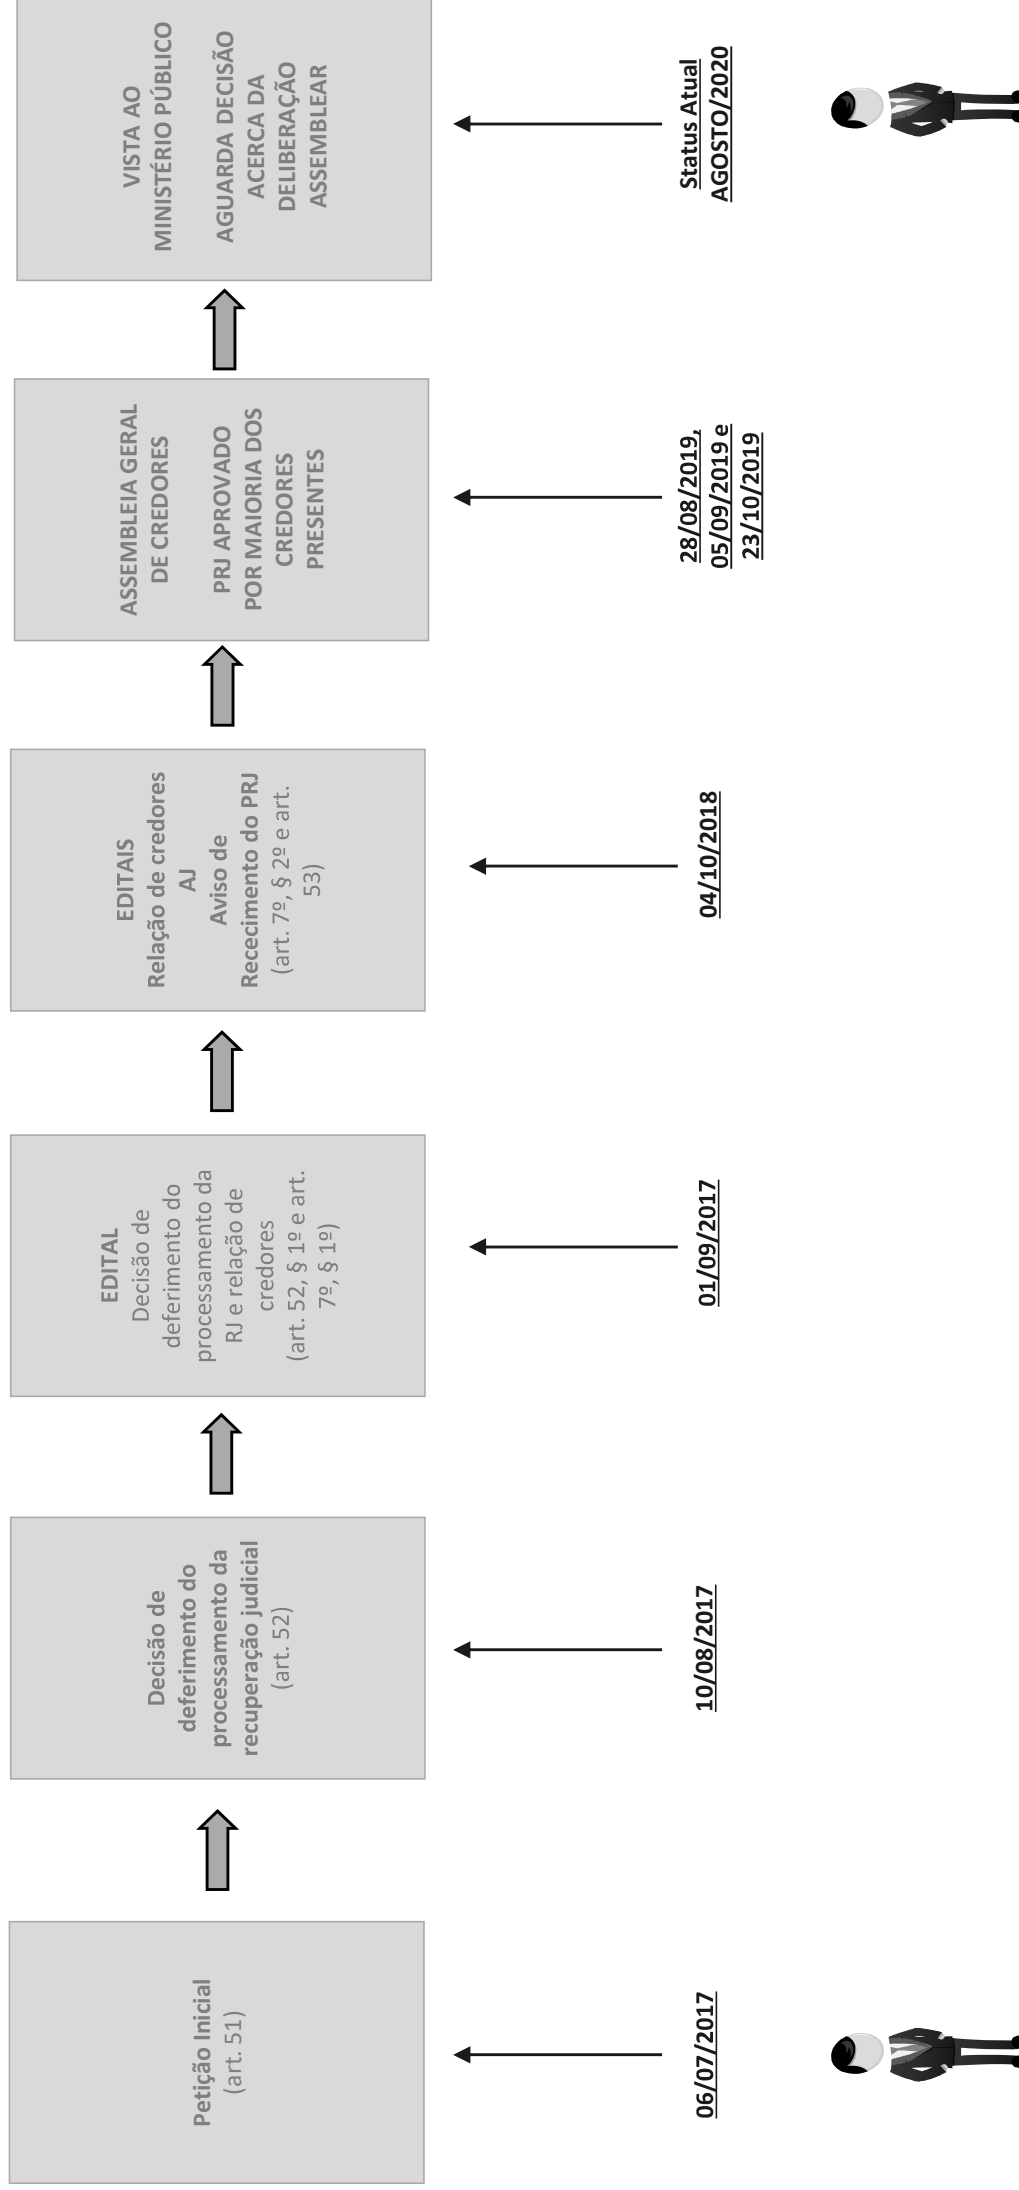 Petição Inicial
(art. 51)
06/07/2017
Decisão de
deferimento do
processamento da
recuperação judicial
(art. 52)
10/08/2017
EDITAL
Decisão de
deferimento do
processamento da
RJ e relação de
credores
(art. 52, § 1º e art.
7º, § 1º)
01/09/2017
EDITAIS
Relação de credores
AJ
Aviso de
Rececimento do PRJ
(art. 7º, § 2º e art.
53)
04/10/2018
ASSEMBLEIA GERAL
DE CREDORES
PRJ APROVADO
POR MAIORIA DOS
CREDORES
PRESENTES
28/08/2019,
05/09/2019 e
23/10/2019
VISTA AO
MINISTÉRIO PÚBLICO
AGUARDA DECISÃO
ACERCA DA
DELIBERAÇÃO
ASSEMBLEAR
Status Atual
AGOSTO/2020